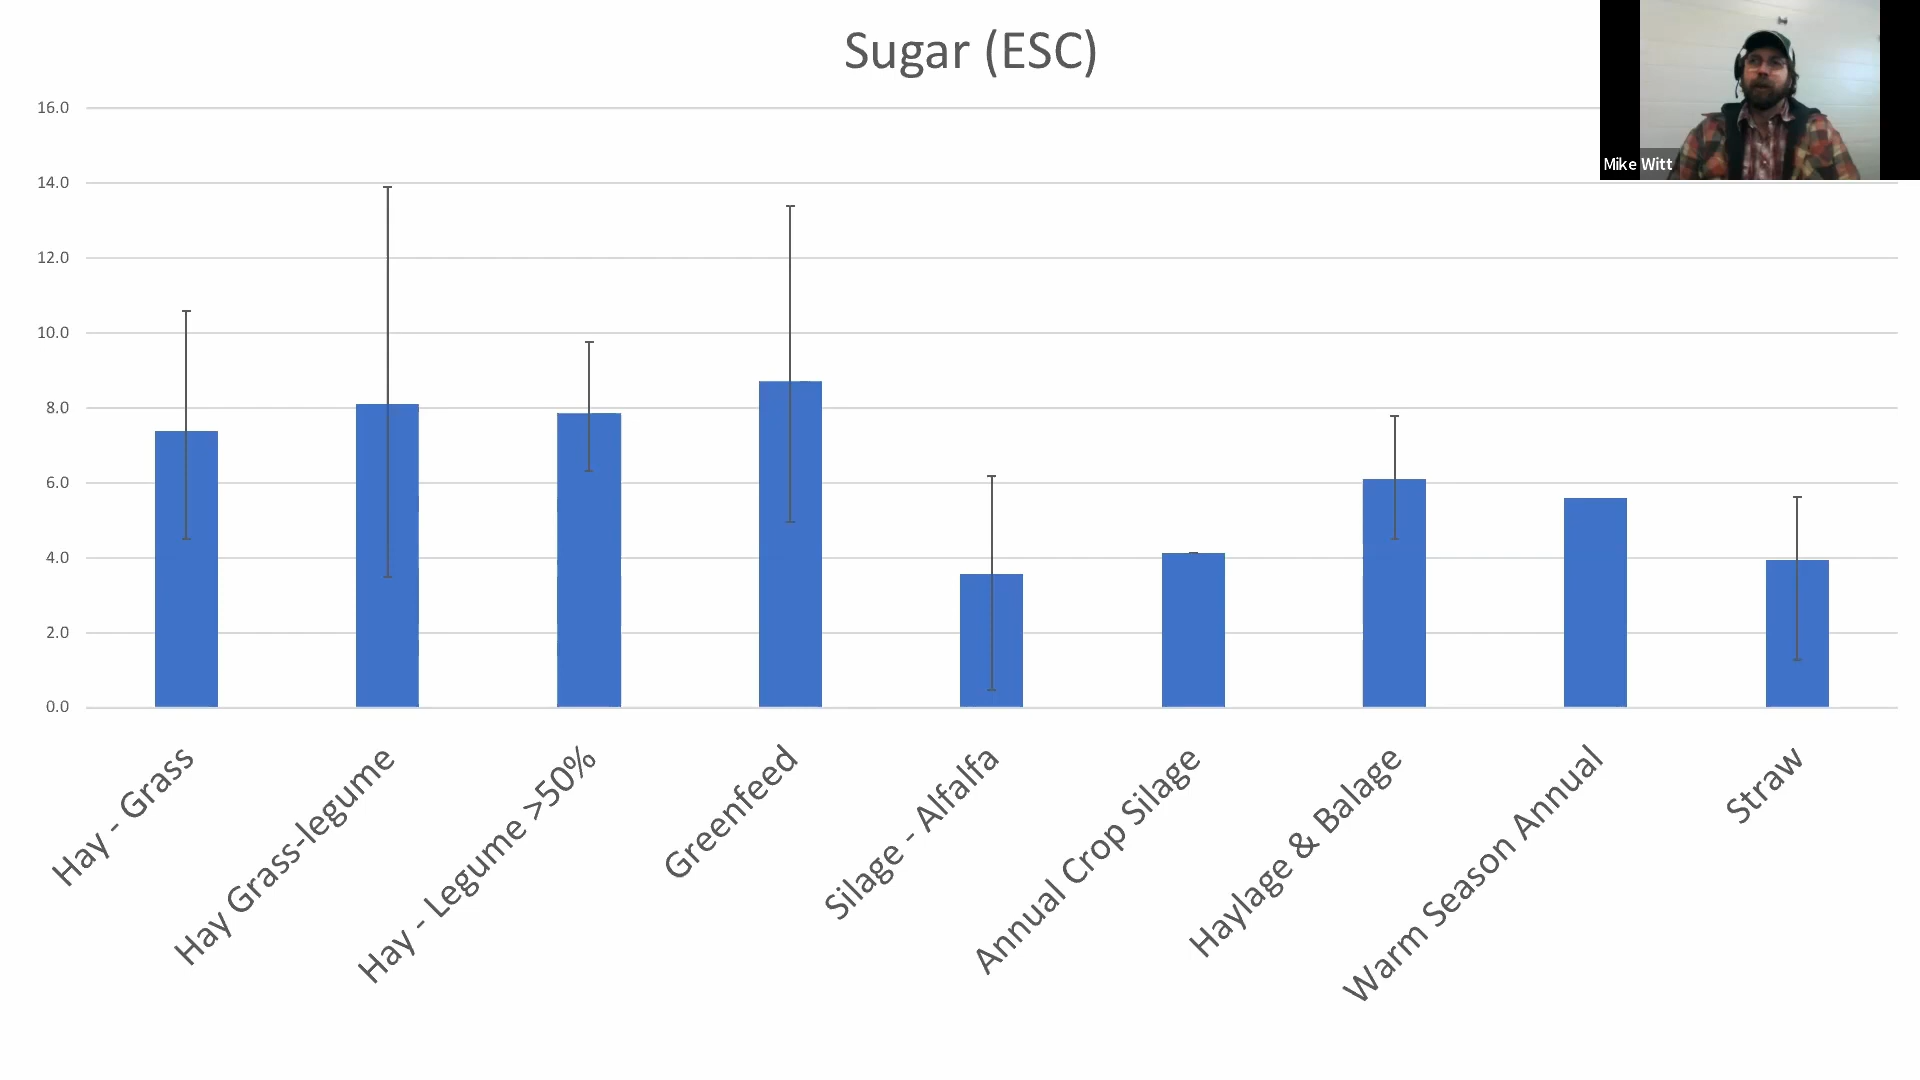 Sugar (ESC)
16.0
14.0
12.0
10.0
8.0
6.0
4.0
2.0
0.0
Hay - Grass
Hay Grass-legume
Hay - Legume >50%
Greenfeed
Silage - Alfalfa
Annual Crop Silage
Haylage & Balage
Warm Season Annual
Straw
Mike Witt